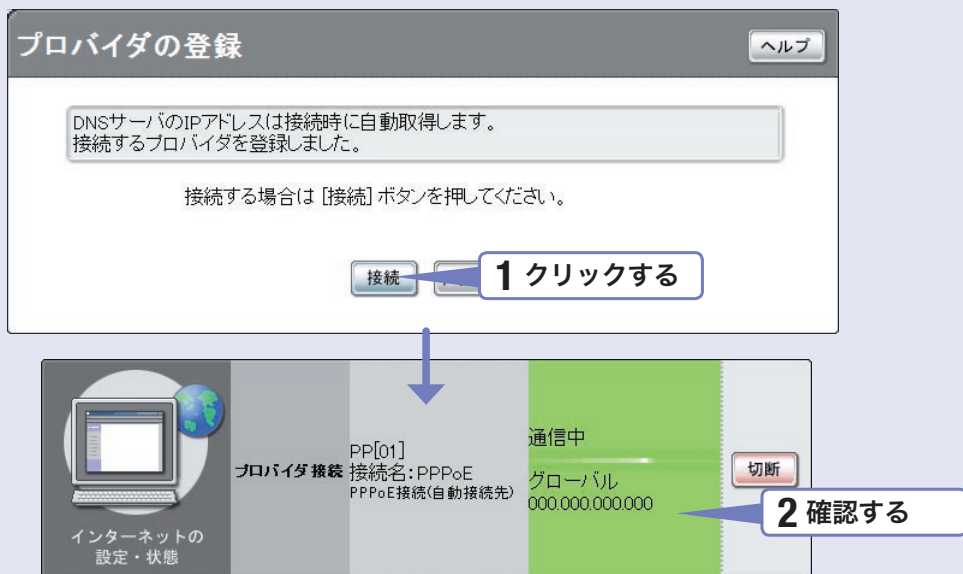 プロバイダの登録
ヘルプ
DNSサーバのIPアドレスは接続時に自動取得します。
接続するプロバイダを登録しました。
接続する場合は [接続] ボタンを押してください。
接続
1 クリックする
インターネットの
設定・状態
プロバイダ接続
PP[01]
接続名:PPPoE
PPPoE接続(自動接続先)
通信中
グローバル
000.000.000.000
切断
2 確認する